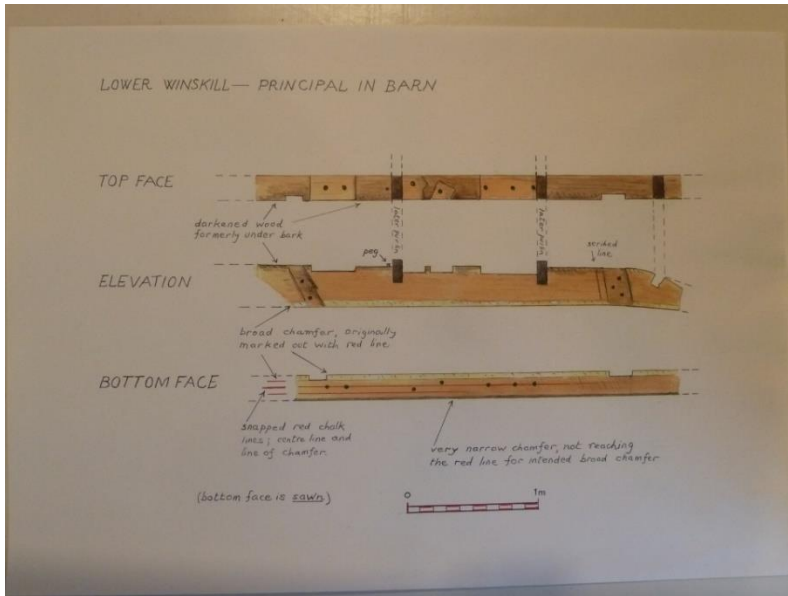 LOWER WINSKILL — PRINCIPAL IN BARN
TOP FACE
later purlin
later purlin
darkened wood
formerly under bark
peg
scribed
line
ELEVATION
broad chamfer, originally
marked out with red line
BOTTOM FACE
snapped red chalk
lines; centre line and
line of chamfer
very narrow chamfer, not reaching
the red line for intended broad chamfer
(bottom face is sawn)
0 1m